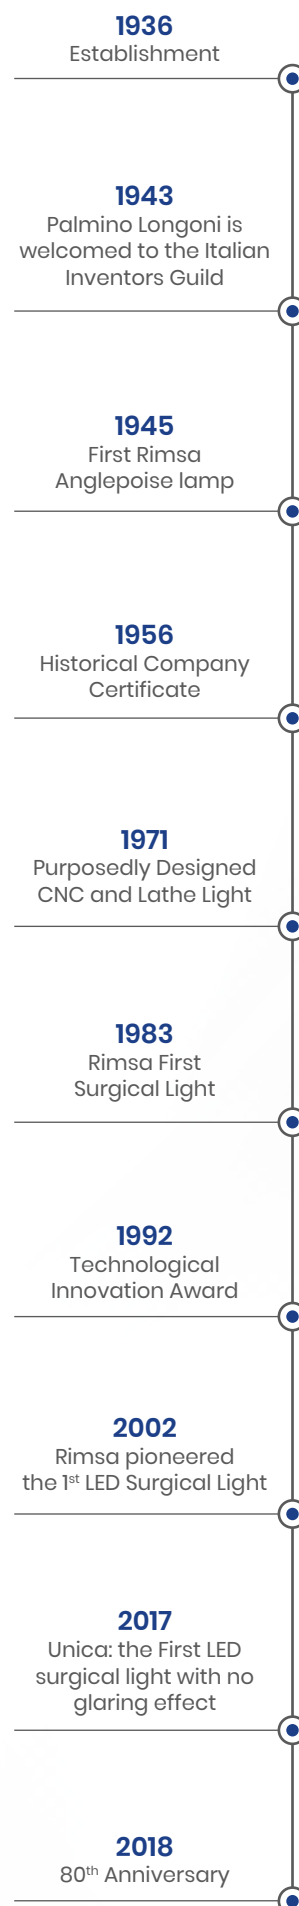 1936
Establishment
1943
Palmino Longoni is
welcomed to the Italian
Inventors Guild
1945
First Rimsa
Anglepoise lamp
1956
Historical Company
Certificate
1971
Purposedly Designed
CNC and Lathe Light
1983
Rimsa First
Surgical Light
1992
Technological
Innovation Award
2002
Rimsa pioneered
the 1st LED Surgical Light
2017
Unica: the First LED
surgical light with no
glaring effect
2018
80th Anniversary